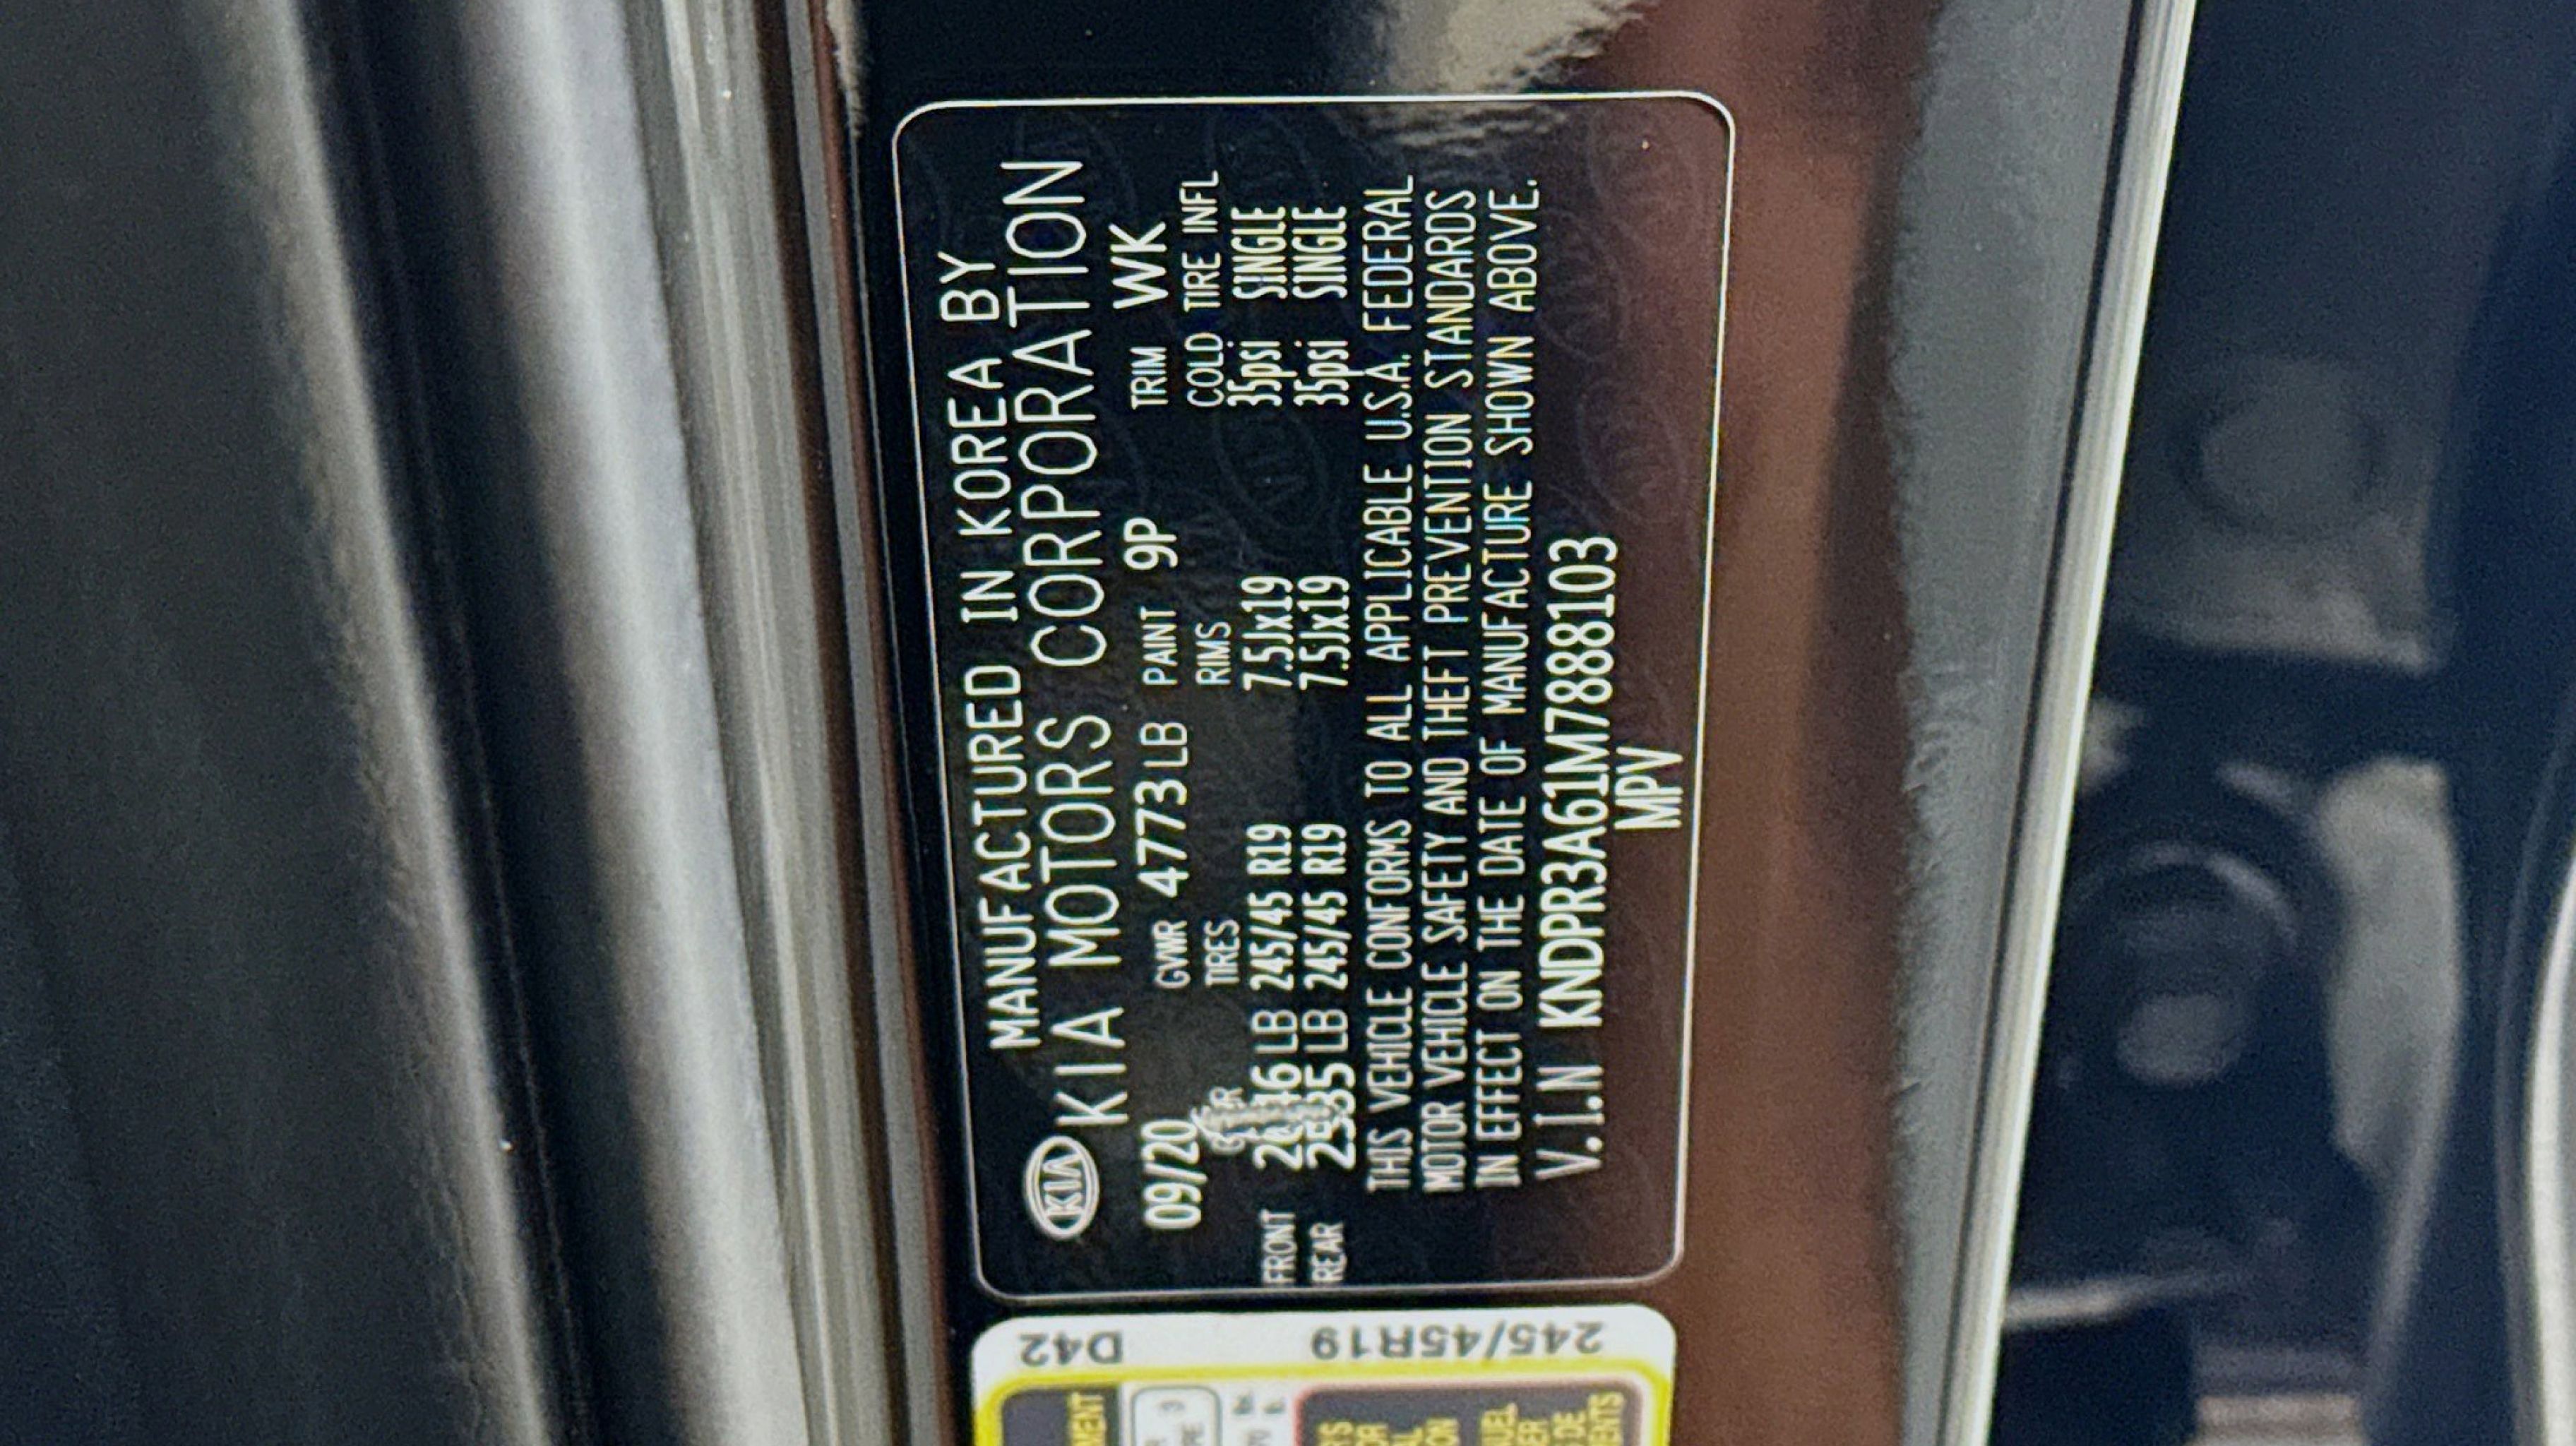 MANUFACTURED IN KOREA BY
KIA KIA MOTORS CORPORATION
09/20 GVWR 4773LB PAINT 9P TRIM WK
TIRES RIMS COLD TIRE INFL
FRONT LB 245/45 R19 7.5Jx19 35psi SINGLE
REAR 2535LB 245/45 R19 7.5Jx19 35psi SINGLE
THIS VEHICLE CONFORMS TO ALL APPLICABLE U.S.A. FEDERAL
MOTOR VEHICLE SAFETY AND THEFT PREVENTION STANDARDS
IN EFFECT ON THE DATE OF MANUFACTURE SHOWN ABOVE.
V.I.N KNDPR3A61M7888103
MPV
245/45R19 D42